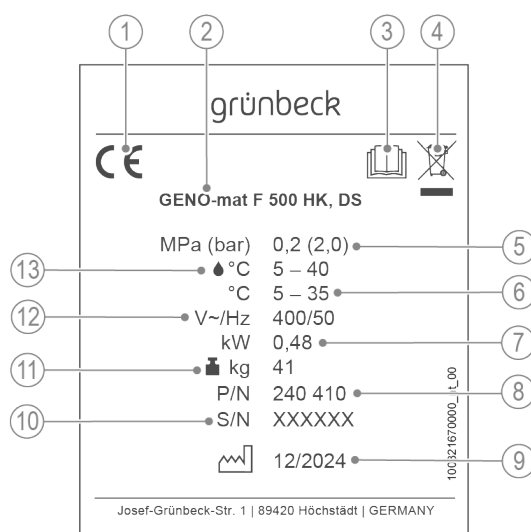 1 2 3 4
grünbeck
CE
GENO-mat F 500 HK, DS
MPa (bar) 0,2 (2,0) 5
13 °C 5 – 40
°C 5 – 35 6
12 V~/Hz 400/50
kW 0,48 7
11 kg 41
P/N 240 410 8
10 S/N XXXXXX
12/2024 9
Josef-Grünbeck-Str. 1 | 89420 Höchstädt | GERMANY